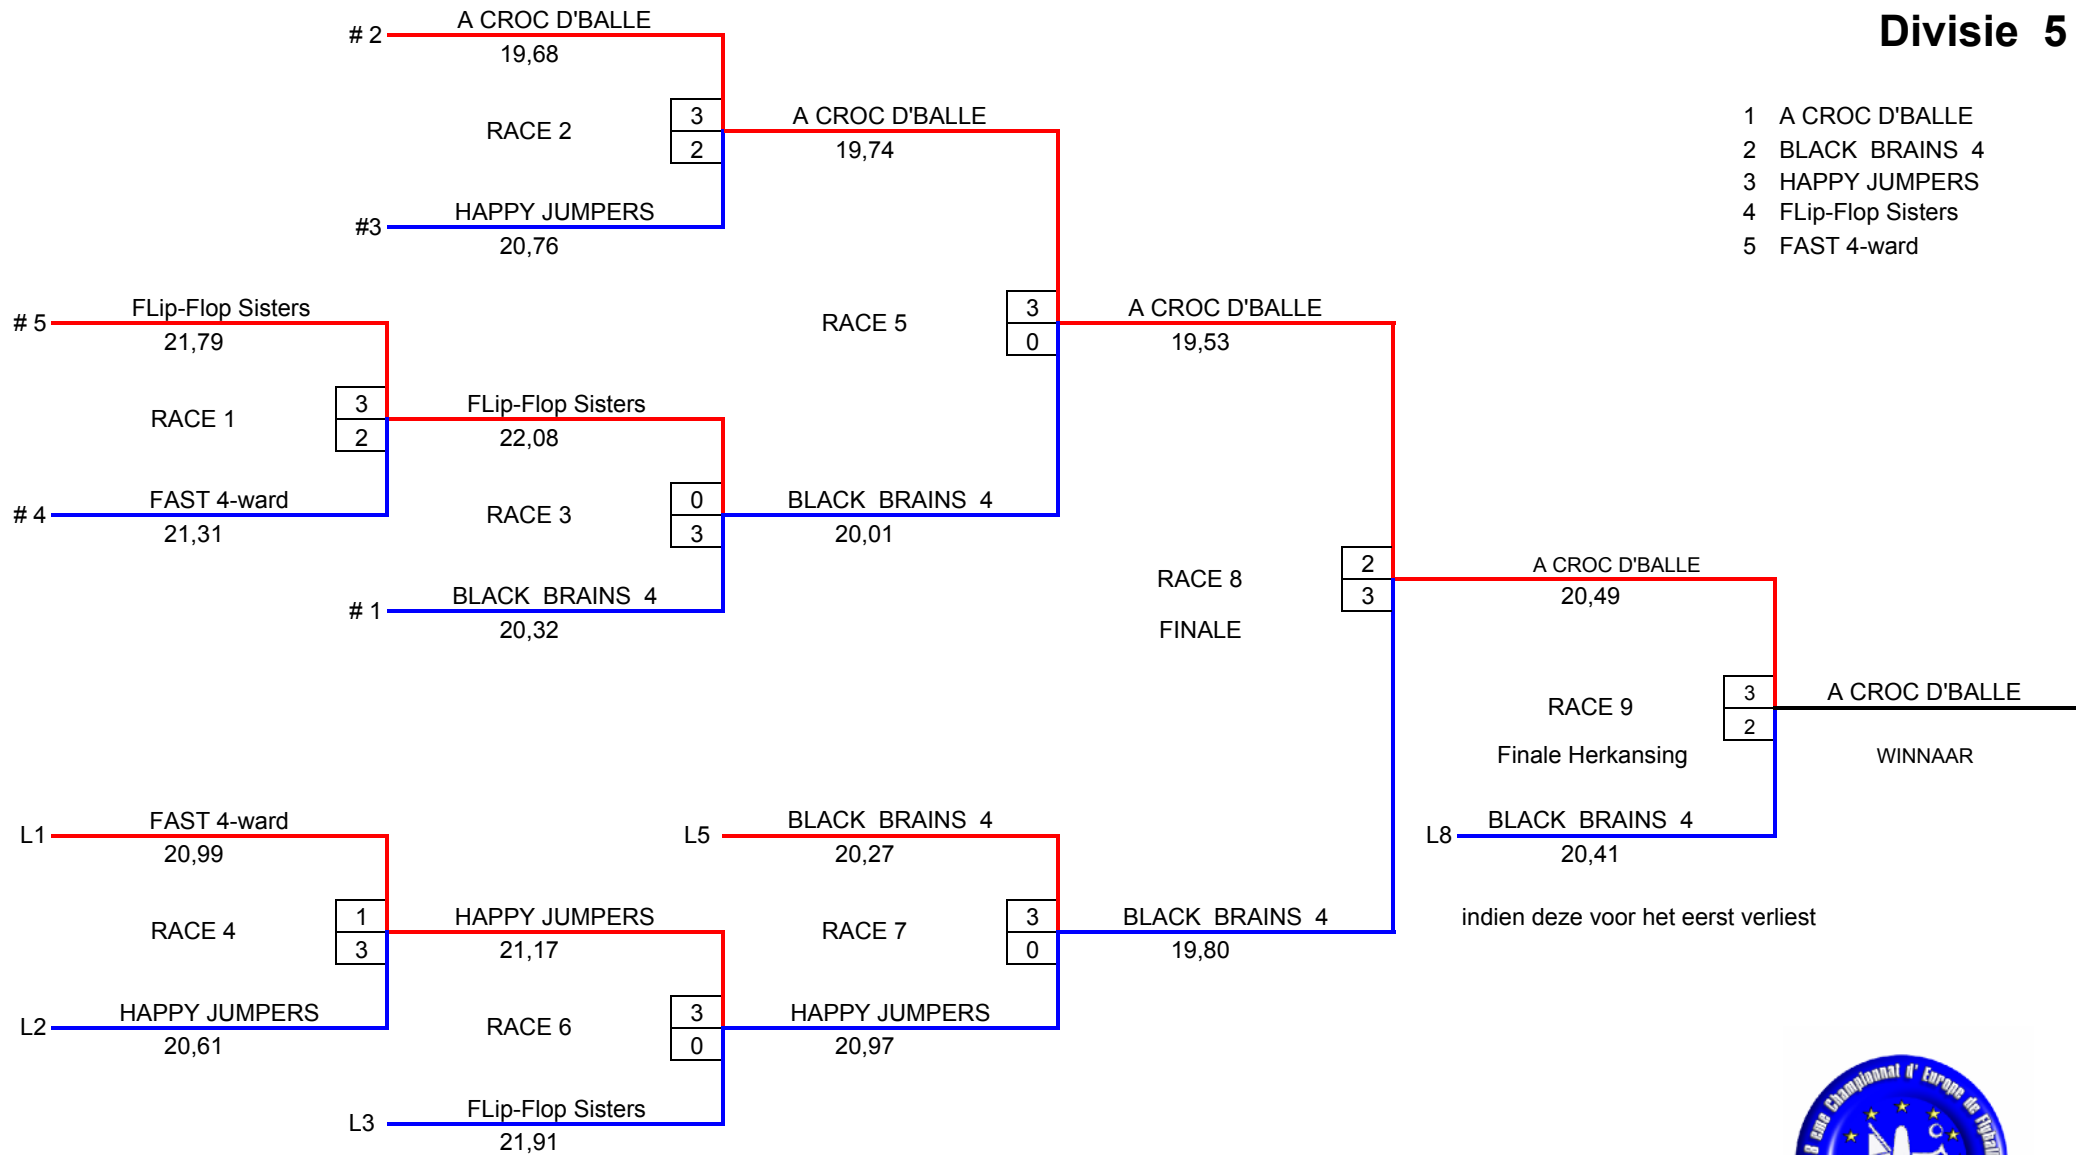 Divisie 5
1 A CROC D'BALLE
2 BLACK BRAINS 4
3 HAPPY JUMPERS
4 FLip-Flop Sisters
5 FAST 4-ward
# 2 A CROC D'BALLE
19,68
RACE 2
3
2
#3 HAPPY JUMPERS
20,76
A CROC D'BALLE
19,74
# 5 FLip-Flop Sisters
21,79
RACE 1
3
2
# 4 FAST 4-ward
21,31
FLip-Flop Sisters
22,08
RACE 3
0
3
# 1 BLACK BRAINS 4
20,32
RACE 5
3
0
BLACK BRAINS 4
20,01
A CROC D'BALLE
19,53
RACE 8
2
3
FINALE
A CROC D'BALLE
20,49
RACE 9
3
2
Finale Herkansing
A CROC D'BALLE
WINNAAR
L8 BLACK BRAINS 4
20,41
indien deze voor het eerst verliest
L1 FAST 4-ward
20,99
RACE 4
1
3
L2 HAPPY JUMPERS
20,61
HAPPY JUMPERS
21,17
RACE 6
3
0
L3 FLip-Flop Sisters
21,91
L5 BLACK BRAINS 4
20,27
RACE 7
3
0
HAPPY JUMPERS
20,97
BLACK BRAINS 4
19,80
8 eme Championnat d' Europe de